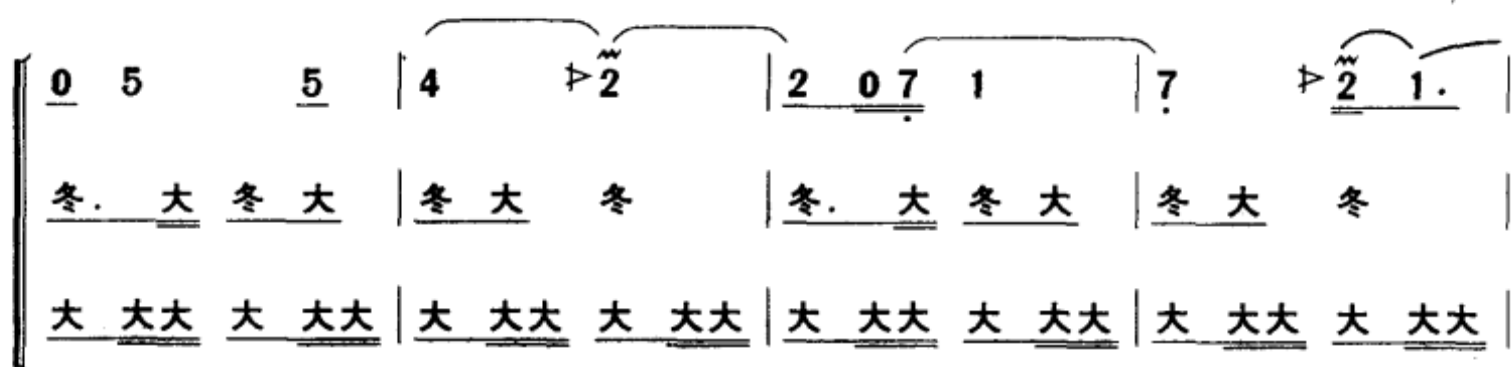 0 5 5 | 4 2 | 2 0 7 1 | 7 2 1. |
冬. 大 冬 大 | 冬 大 冬 | 冬. 大 冬 大 | 冬 大 冬 |
大 大大 大 大大 | 大 大大 大 大大 | 大 大大 大 大大 | 大 大大 大 大大 |